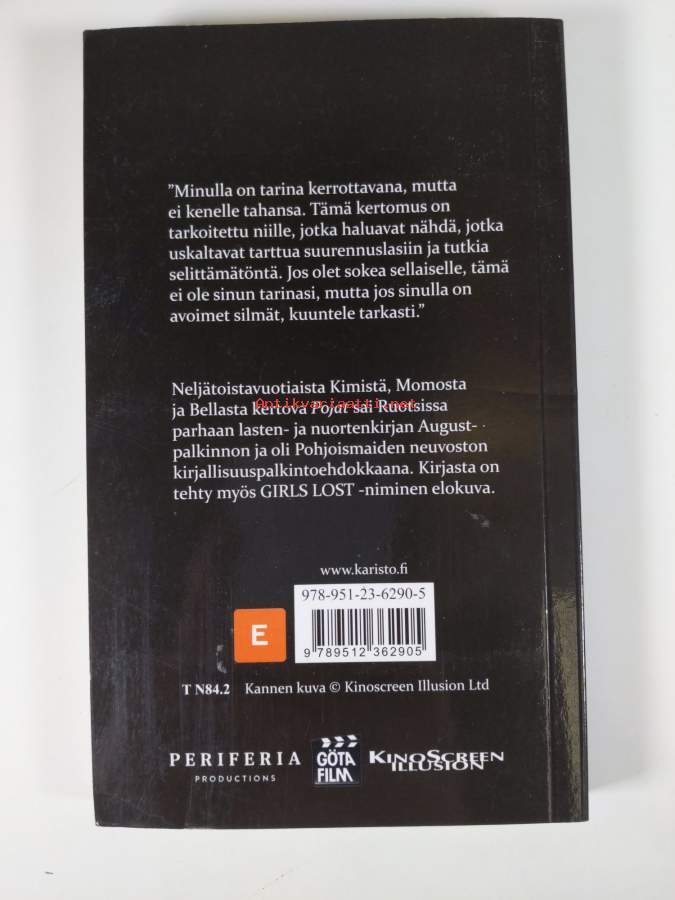 ”Minulla on tarina kerrottavana, mutta
ei kenelle tahansa. Tämä kertomus on
tarkoitettu niille, jotka haluavat nähdä, jotka
uskaltavat tarttua suurennuslasiin ja tutkia
selittämätöntä. Jos olet sokea sellaiselle, tämä
ei ole sinun tarinasi, mutta jos sinulla on
avoimet silmät, kuuntele tarkasti.”
Neljätoistavuotiaista Kimistä, Momosta
Antikvariaatti.net
ja Bellasta kertova Pojat sai Ruotsissa
parhaan lasten- ja nuortenkirjan August-
palkinnon ja oli Pohjoismaiden neuvoston
kirjallisuuspalkintoehdokkaana. Kirjasta on
tehty myös GIRLS LOST -niminen elokuva.
www.karisto.fi
978-951-23-6290-5
E
9 789512 362905
T N84.2 Kannen kuva © Kinoscreen Illusion Ltd
PERIFERIA
PRODUCTIONS
GÖTA
FILM
KINOSCREEN
ILLUSION